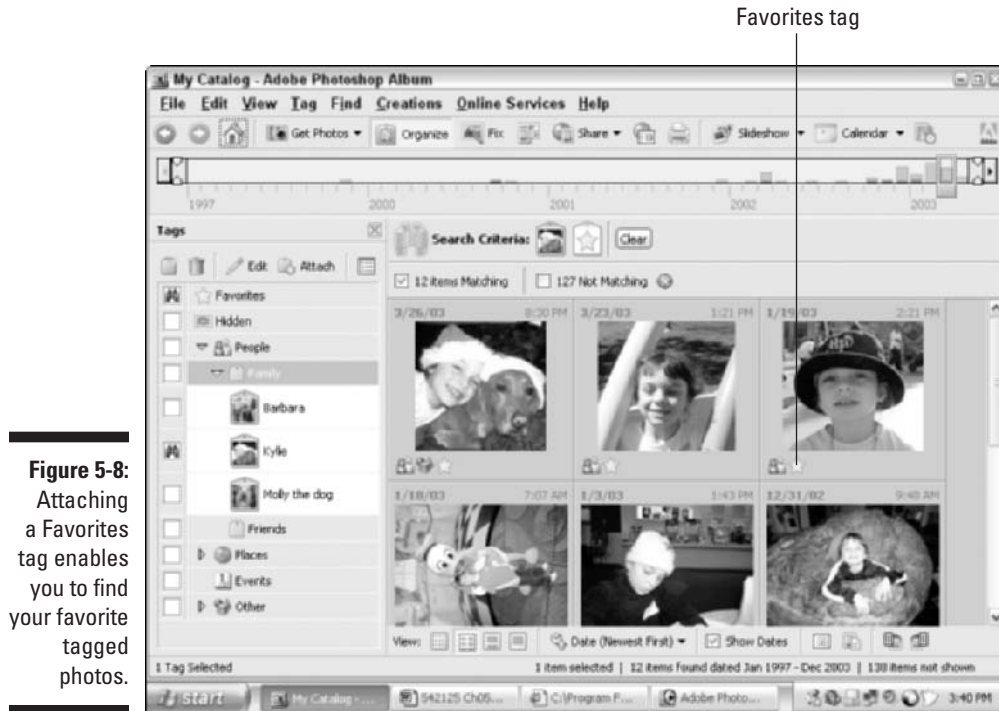 Favorites tag
My Catalog - Adobe Photoshop Album
File Edit View Tag Find Creations Online Services Help
Get Photos Organize Fix Share Slideshow Calendar
1997 2000 2001 2002 2003
Tags
Search Criteria: Clear
Edit Attach
12 items Matching 127 Not Matching
Favorites
Hidden
People
Family
Barbara
Kylie
Molly the dog
Friends
Places
Events
Other
3/26/03 8:30 PM 3/23/03 1:21 PM 1/19/03 2:21 PM
1/18/03 7:07 AM 1/3/03 1:43 PM 12/31/02 9:48 AM
View: Date (Newest First) Show Dates
1 Tag Selected
1 item selected | 12 items found dated Jan 1997 - Dec 2003 | 138 items not shown
start My Catalog - ... 542125 Ch05... C:\Program F... Adobe Photo... 3:40 PM
Figure 5-8:
Attaching
a Favorites
tag enables
you to find
your favorite
tagged
photos.